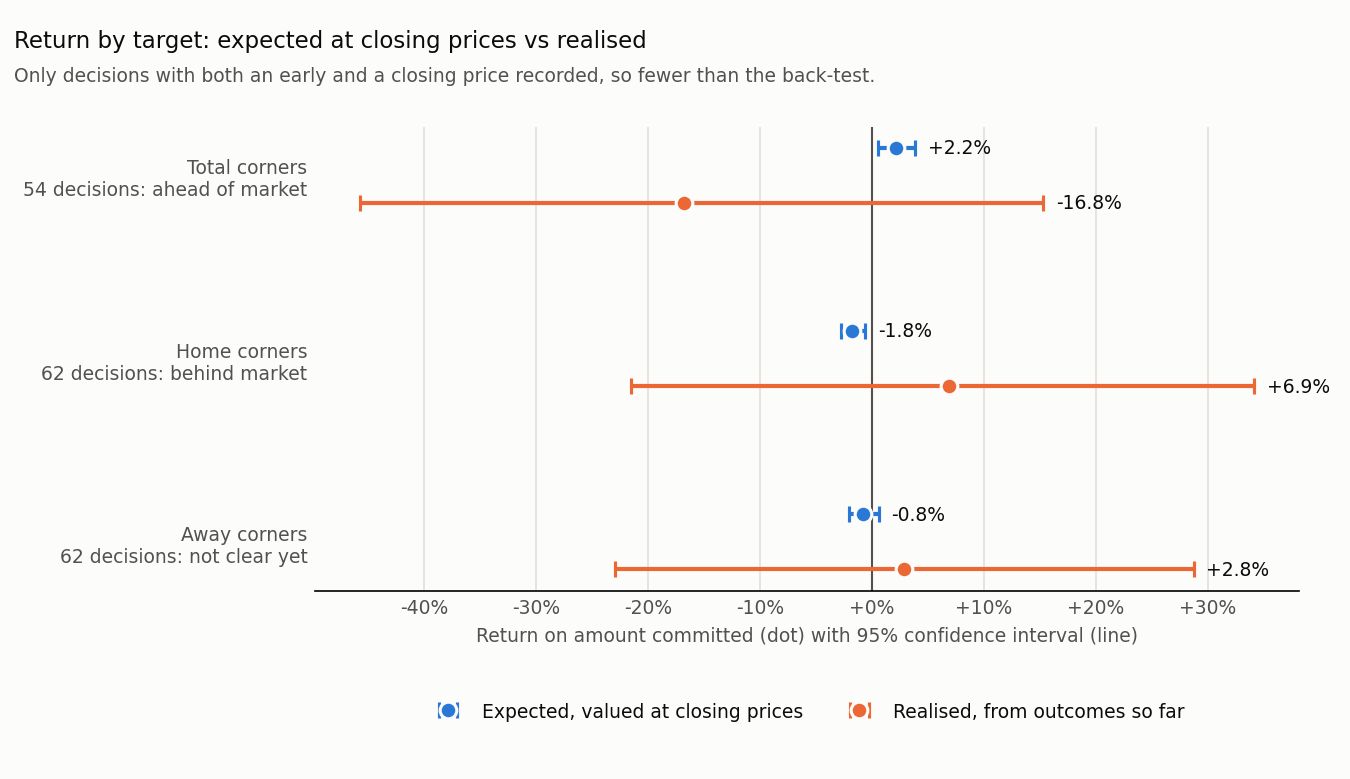 Return by target: expected at closing prices vs realised
Only decisions with both an early and a closing price recorded, so fewer than the back-test.
Total corners
54 decisions: ahead of market
+2.2%
-16.8%
Home corners
62 decisions: behind market
-1.8%
+6.9%
Away corners
62 decisions: not clear yet
-0.8%
+2.8%
-40% -30% -20% -10% +0% +10% +20% +30%
Return on amount committed (dot) with 95% confidence interval (line)
Expected, valued at closing prices Realised, from outcomes so far